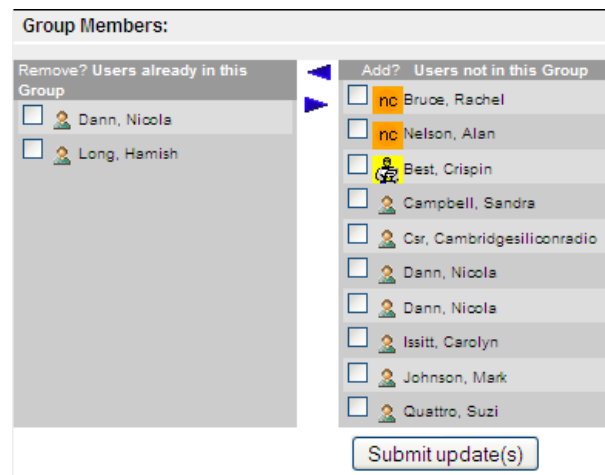 Group Members:
Remove? Users already in this
Group
Dann, Nicola
Long, Hamish
Add? Users not in this Group
nc Bruce, Rachel
nc Nelson, Alan
Best, Crispin
Campbell, Sandra
Csr, Cambridgesiliconradio
Dann, Nicola
Dann, Nicola
Issitt, Carolyn
Johnson, Mark
Quattro, Suzi
Submit update(s)